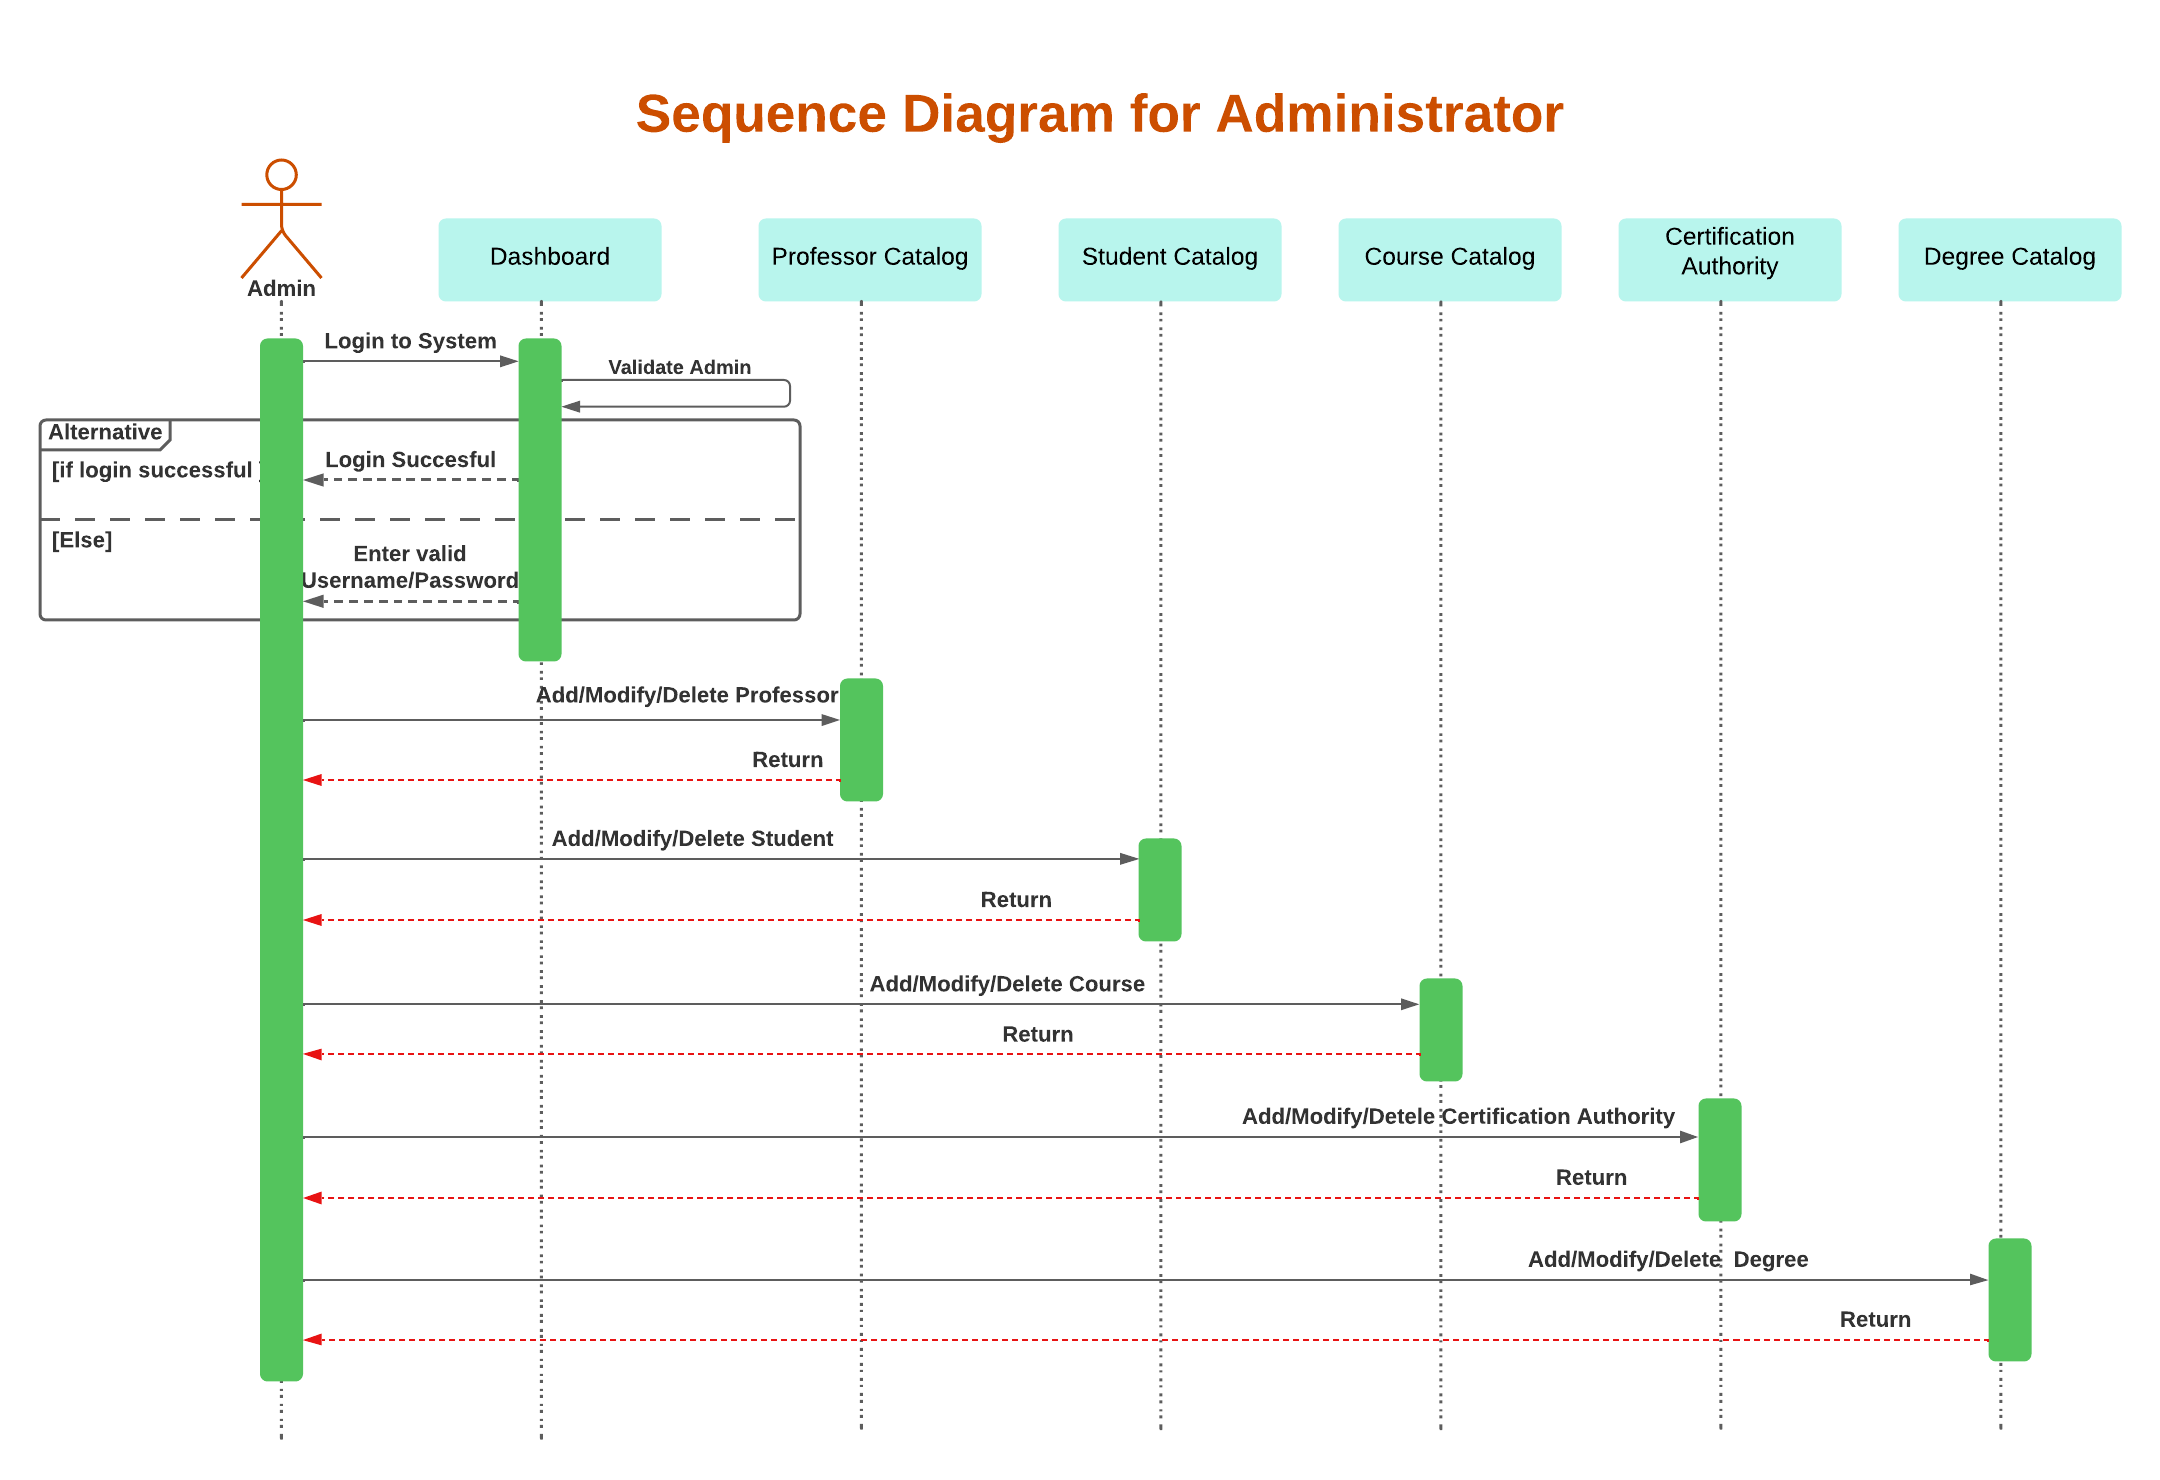 Sequence Diagram for Administrator
Admin
Dashboard
Professor Catalog
Student Catalog
Course Catalog
Certification
Authority
Degree Catalog
Login to System
Validate Admin
Alternative
[if login successful ]
Login Succesful
[Else]
Enter valid
Username/Password
Add/Modify/Delete Professor
Return
Add/Modify/Delete Student
Return
Add/Modify/Delete Course
Return
Add/Modify/Detele Certification Authority
Return
Add/Modify/Delete  Degree
Return